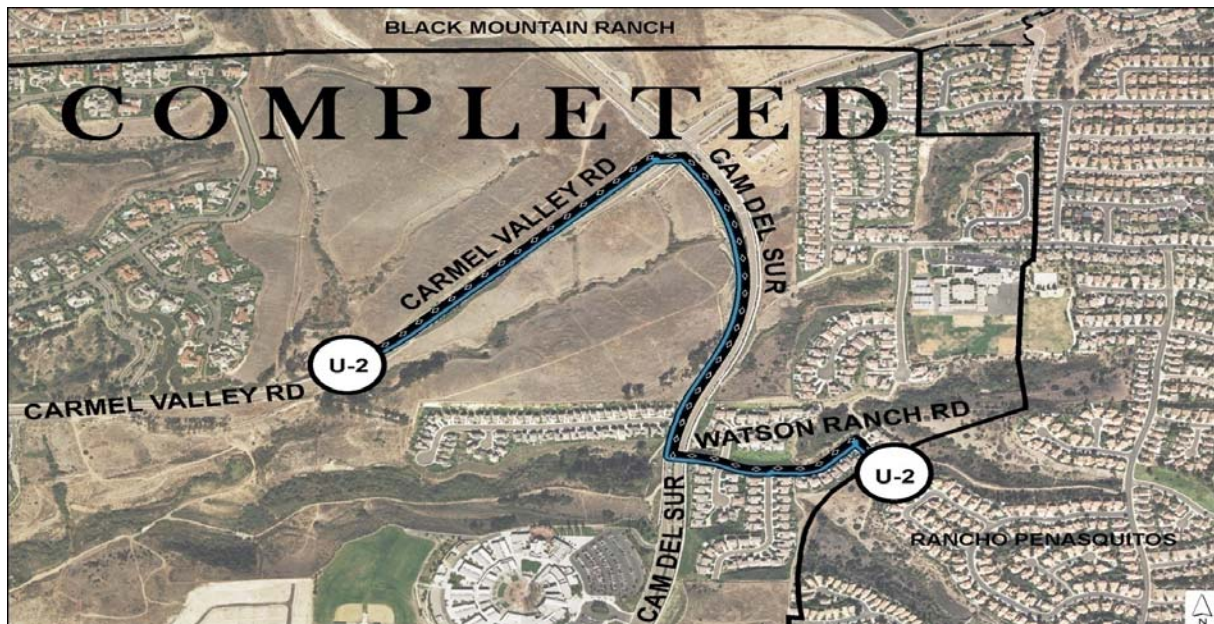 BLACK MOUNTAIN RANCH
COMPLETED
CARMEL VALLEY RD
CAM DEL SUR
U-2
CARMEL VALLEY RD
WATSON RANCH RD
U-2
CAM DEL SUR
RANCHO PENASQUITOS
N